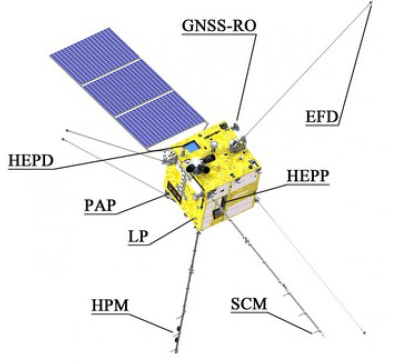 GNSS-RO
EFD
HEPD
HEPP
PAP
LP
HPM
SCM